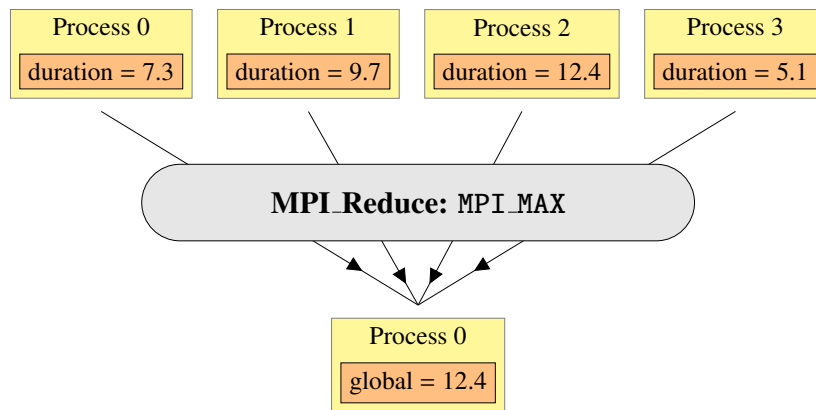 Process 0
duration = 7.3
Process 1
duration = 9.7
Process 2
duration = 12.4
Process 3
duration = 5.1
MPI_Reduce: MPI_MAX
Process 0
global = 12.4